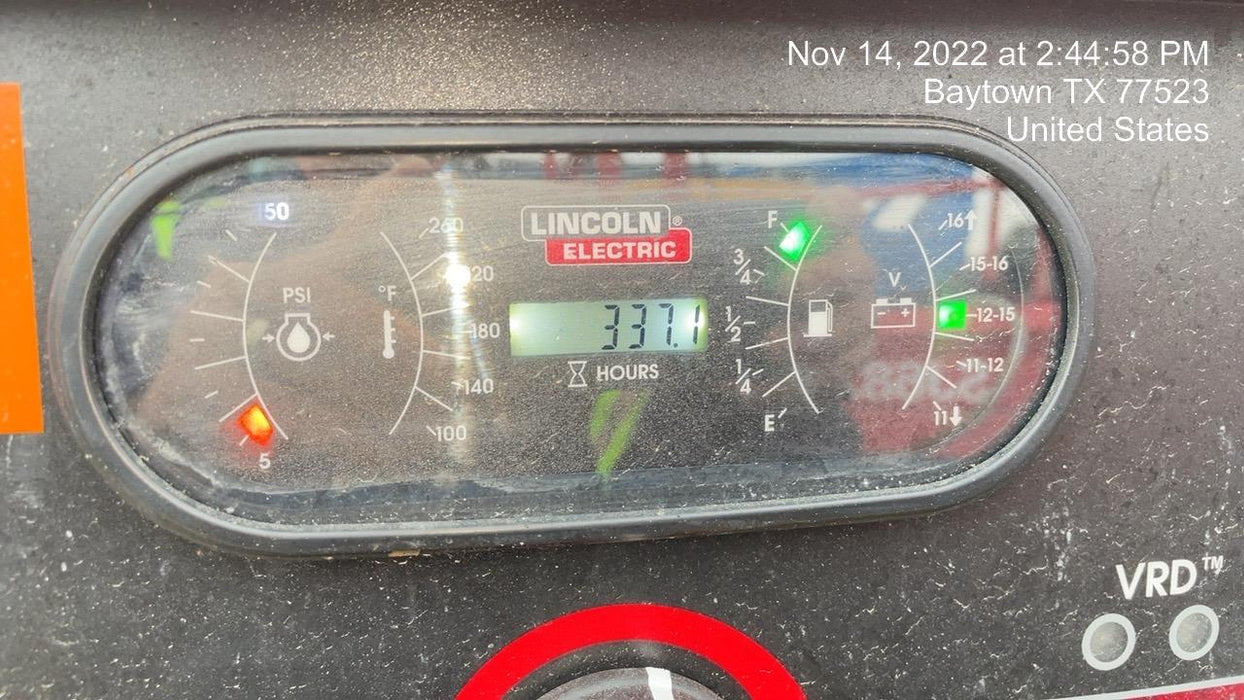 Nov 14, 2022 at 2:44:58 PM
Baytown TX 77523
United States
50
PSI
5
°F
260
180
140
100
LINCOLN®
ELECTRIC
337.1
HOURS
F
3/4
1/2
1/4
E
V
16↑
15-16
12-15
11-12
11↓
VRD™